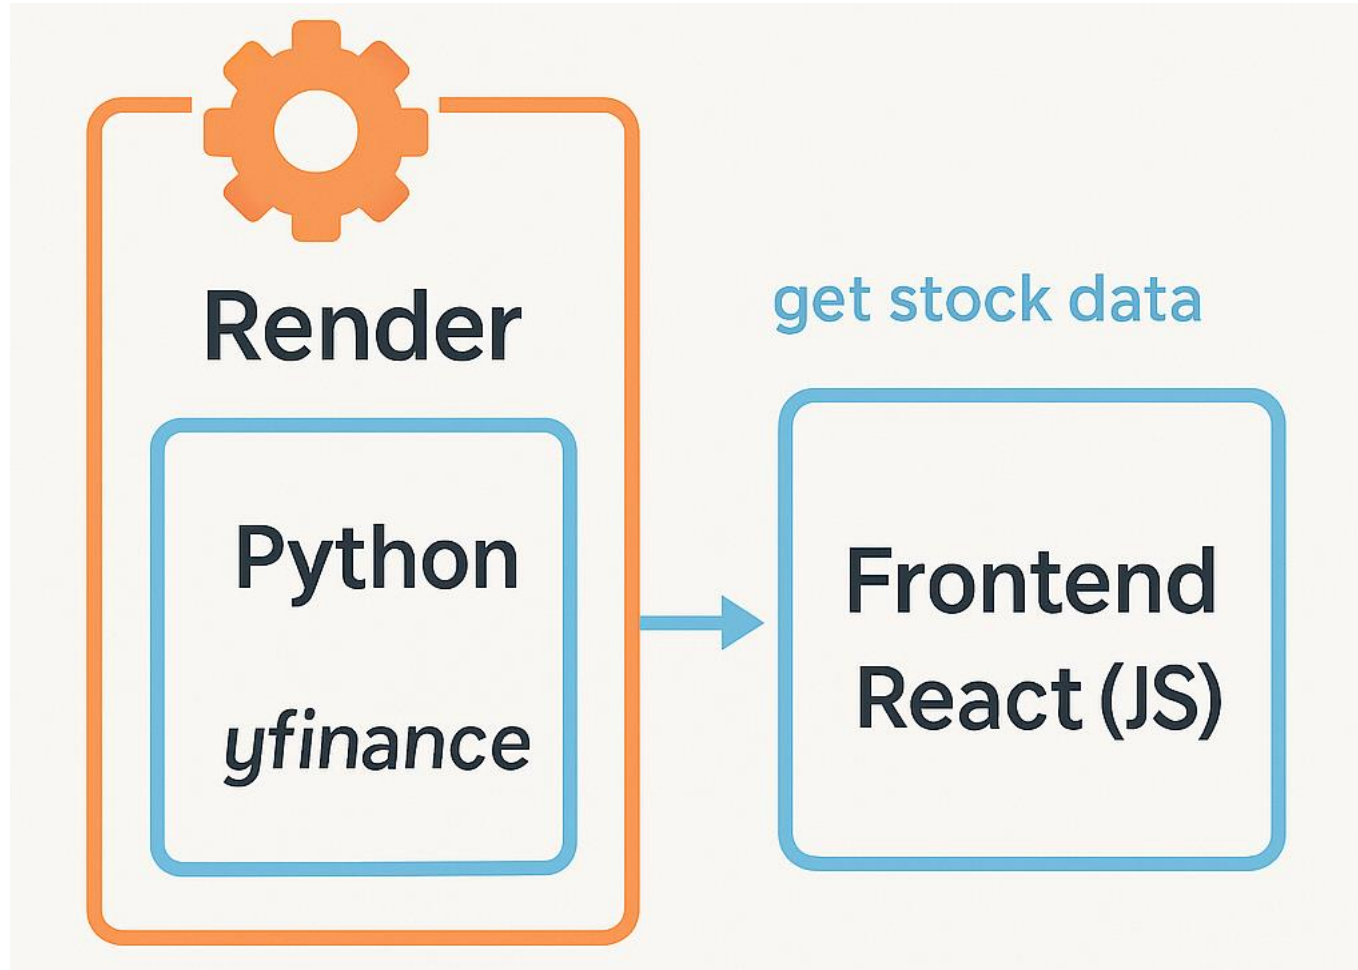 Render
Python
yfinance
get stock data
Frontend
React (JS)